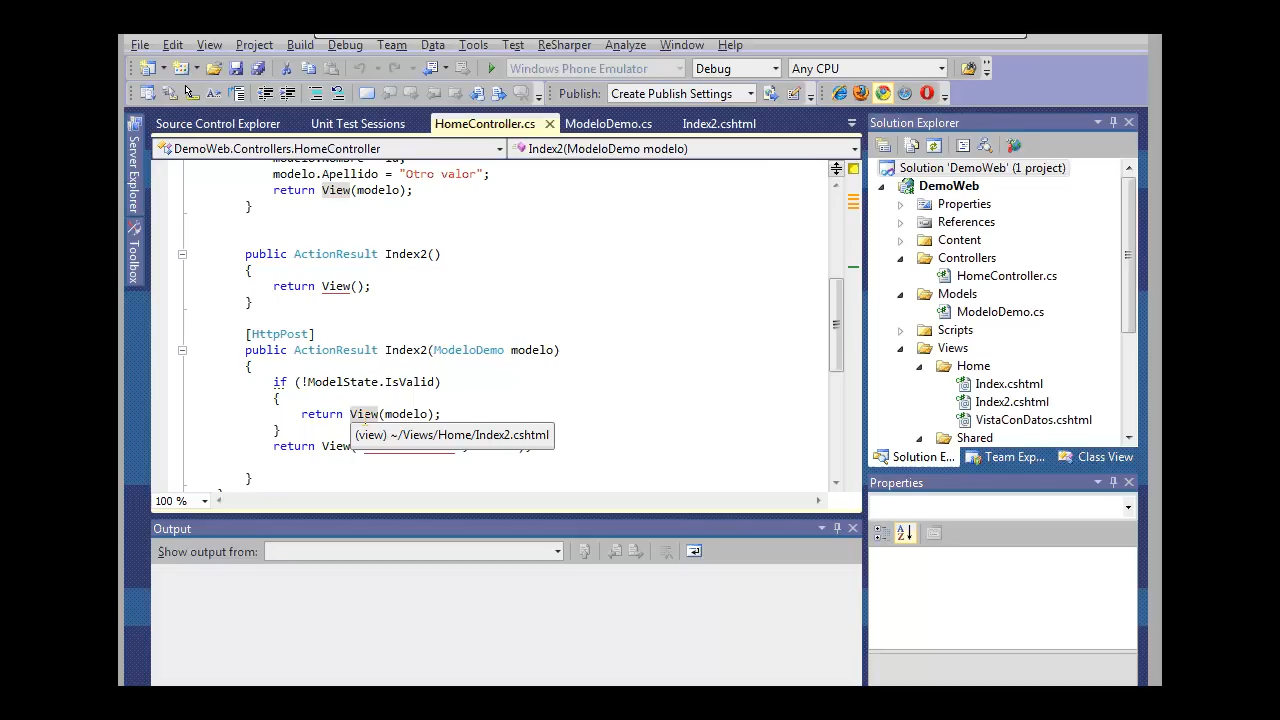 File Edit View Project Build Debug Team Data Tools Test ReSharper Analyze Window Help
Windows Phone Emulator Debug Any CPU
Publish: Create Publish Settings
Source Control Explorer Unit Test Sessions HomeController.cs ModeloDemo.cs Index2.cshtml
DemoWeb.Controllers.HomeController Index2(ModeloDemo modelo)
modelo.Apellido = "Otro valor";
return View(modelo);
}
public ActionResult Index2()
{
return View();
}
[HttpPost]
public ActionResult Index2(ModeloDemo modelo)
{
if (!ModelState.IsValid)
{
return View(modelo);
}
(view) ~/Views/Home/Index2.cshtml
return View(
}
100 %
Output
Show output from:
Server Explorer
Toolbox
Solution Explorer
Solution 'DemoWeb' (1 project)
DemoWeb
Properties
References
Content
Controllers
HomeController.cs
Models
ModeloDemo.cs
Scripts
Views
Home
Index.cshtml
Index2.cshtml
VistaConDatos.cshtml
Shared
Solution E... Team Exp... Class View
Properties